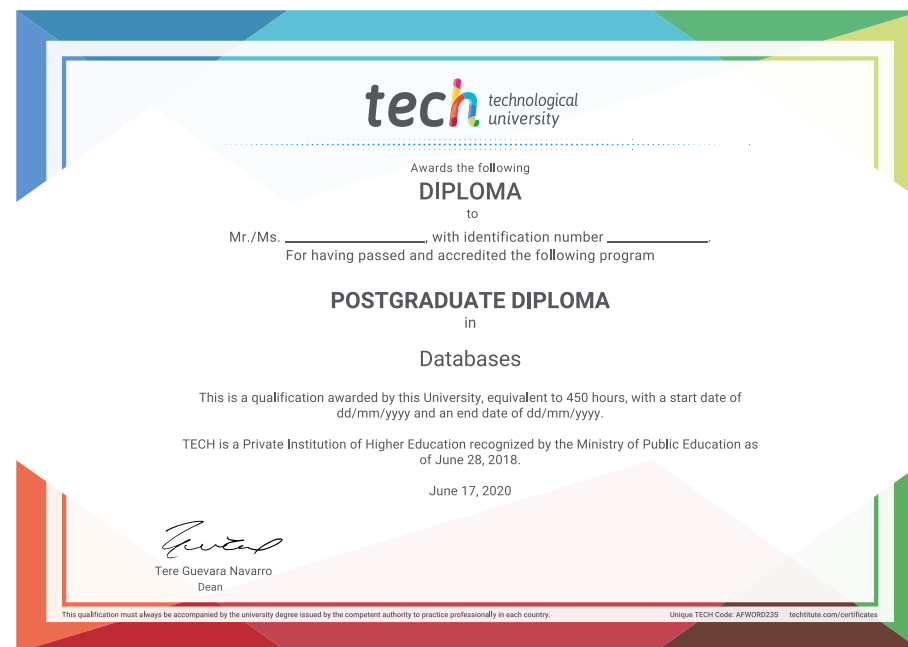 tech technological
university
Awards the following
DIPLOMA
to
Mr./Ms. ____________________, with identification number ______________.
For having passed and accredited the following program
POSTGRADUATE DIPLOMA
in
Databases
This is a qualification awarded by this University, equivalent to 450 hours, with a start date of
dd/mm/yyyy and an end date of dd/mm/yyyy.
TECH is a Private Institution of Higher Education recognized by the Ministry of Public Education as
of June 28, 2018.
June 17, 2020
Tere Guevara Navarro
Dean
This qualification must always be accompanied by the university degree issued by the competent authority to practice professionally in each country.
Unique TECH Code: AFWORD23S techtitute.com/certificates